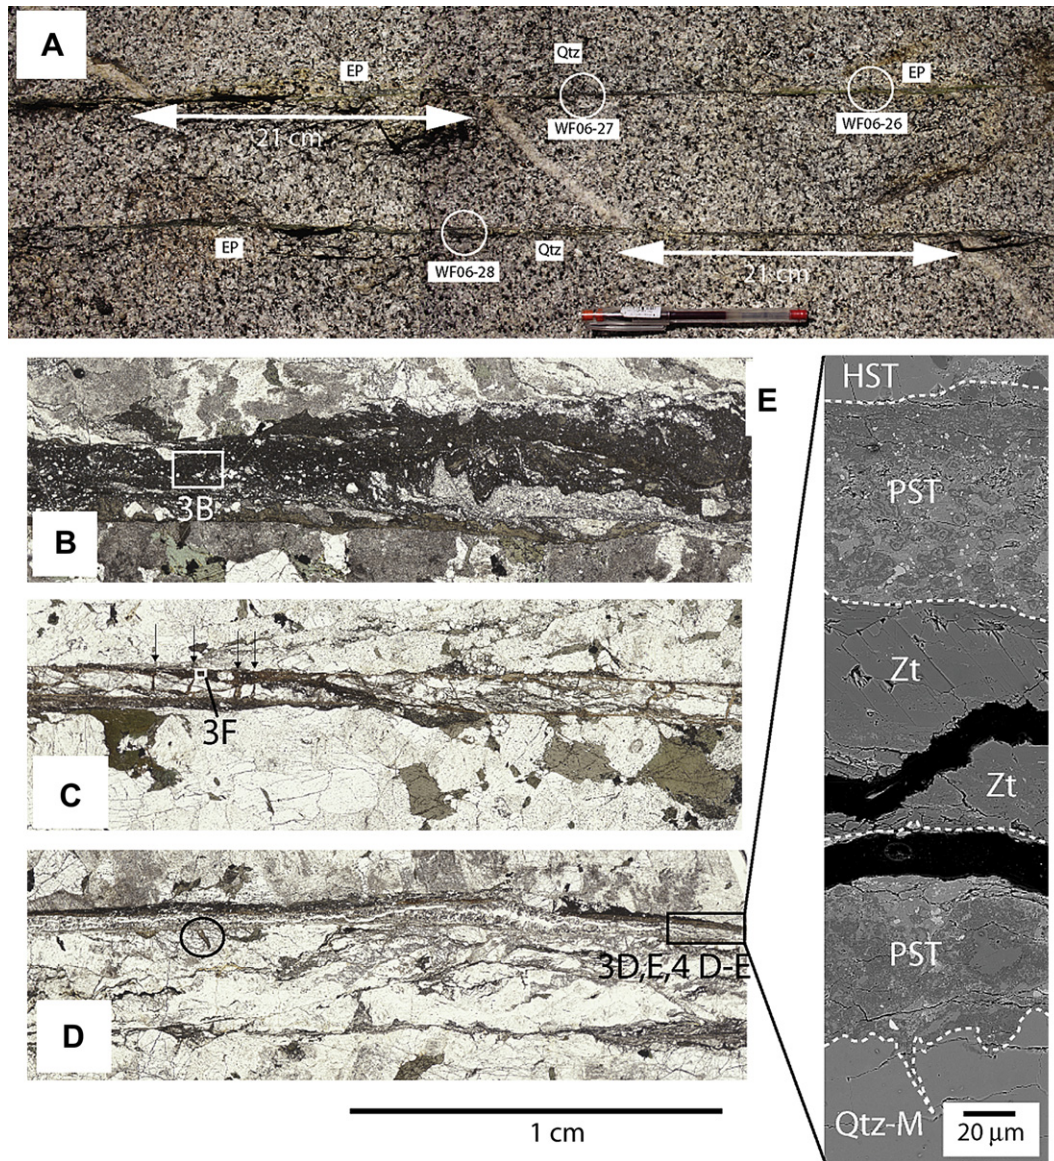 A
EP
Qtz
EP
21 cm
WF06-27
WF06-26
EP
WF06-28
Qtz
21 cm
B
3B
C
3F
D
3D,E,4 D-E
1 cm
E
HST
PST
Zt
Zt
PST
Qtz-M
20 μm